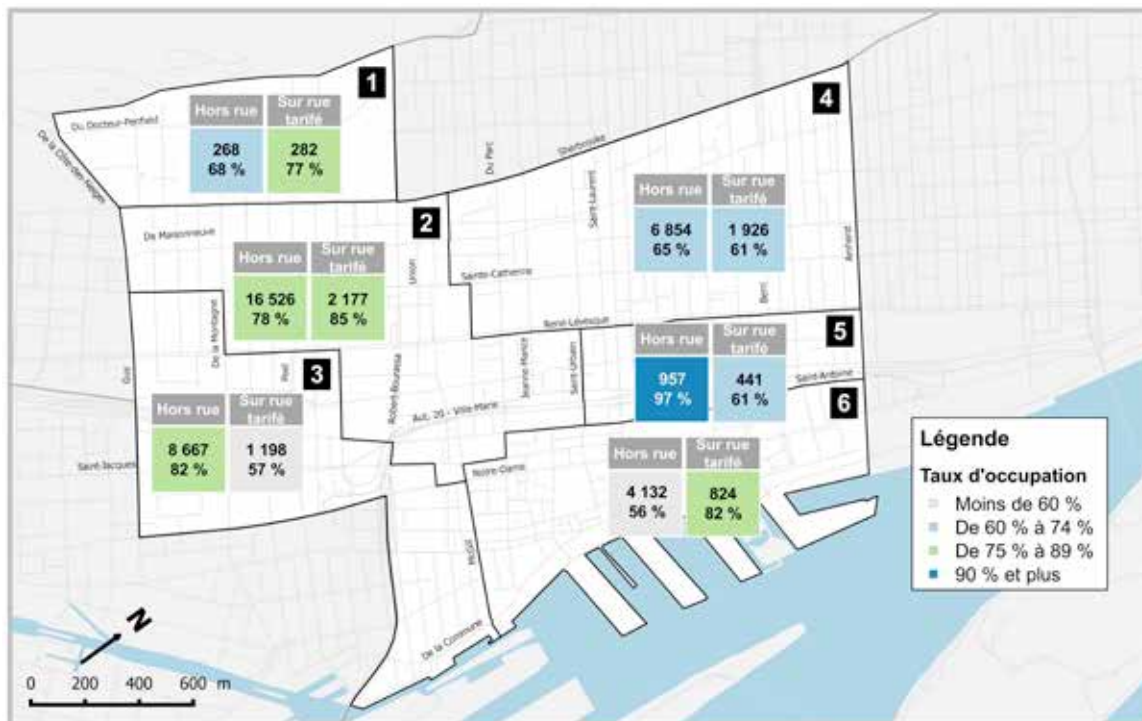 1
Hors rue
Sur rue
tarifé
268
68 %
282
77 %
Du Docteur-Penfield
De la Côte-des-Neiges
4
Du Parc
Sherbrooke
Saint-Laurent
Hors rue
Sur rue
tarifé
6 854
65 %
1 926
61 %
Amherst
Berri
2
De Maisonneuve
Union
Sainte-Catherine
Hors rue
Sur rue
tarifé
16 526
78 %
2 177
85 %
René-Lévesque
De la Montagne
Guy
Peel
3
Robert-Bourassa
Jeanne-Mance
Saint-Urbain
Aut. 20 - Ville-Marie
5
Hors rue
Sur rue
tarifé
957
97 %
441
61 %
Saint-Antoine
6
Hors rue
Sur rue
tarifé
8 667
82 %
1 198
57 %
Saint-Jacques
Notre-Dame
Hors rue
Sur rue
tarifé
4 132
56 %
824
82 %
McGill
De la Commune
Légende
Taux d'occupation
Moins de 60 %
De 60 % à 74 %
De 75 % à 89 %
90 % et plus
N
0 200 400 600 m